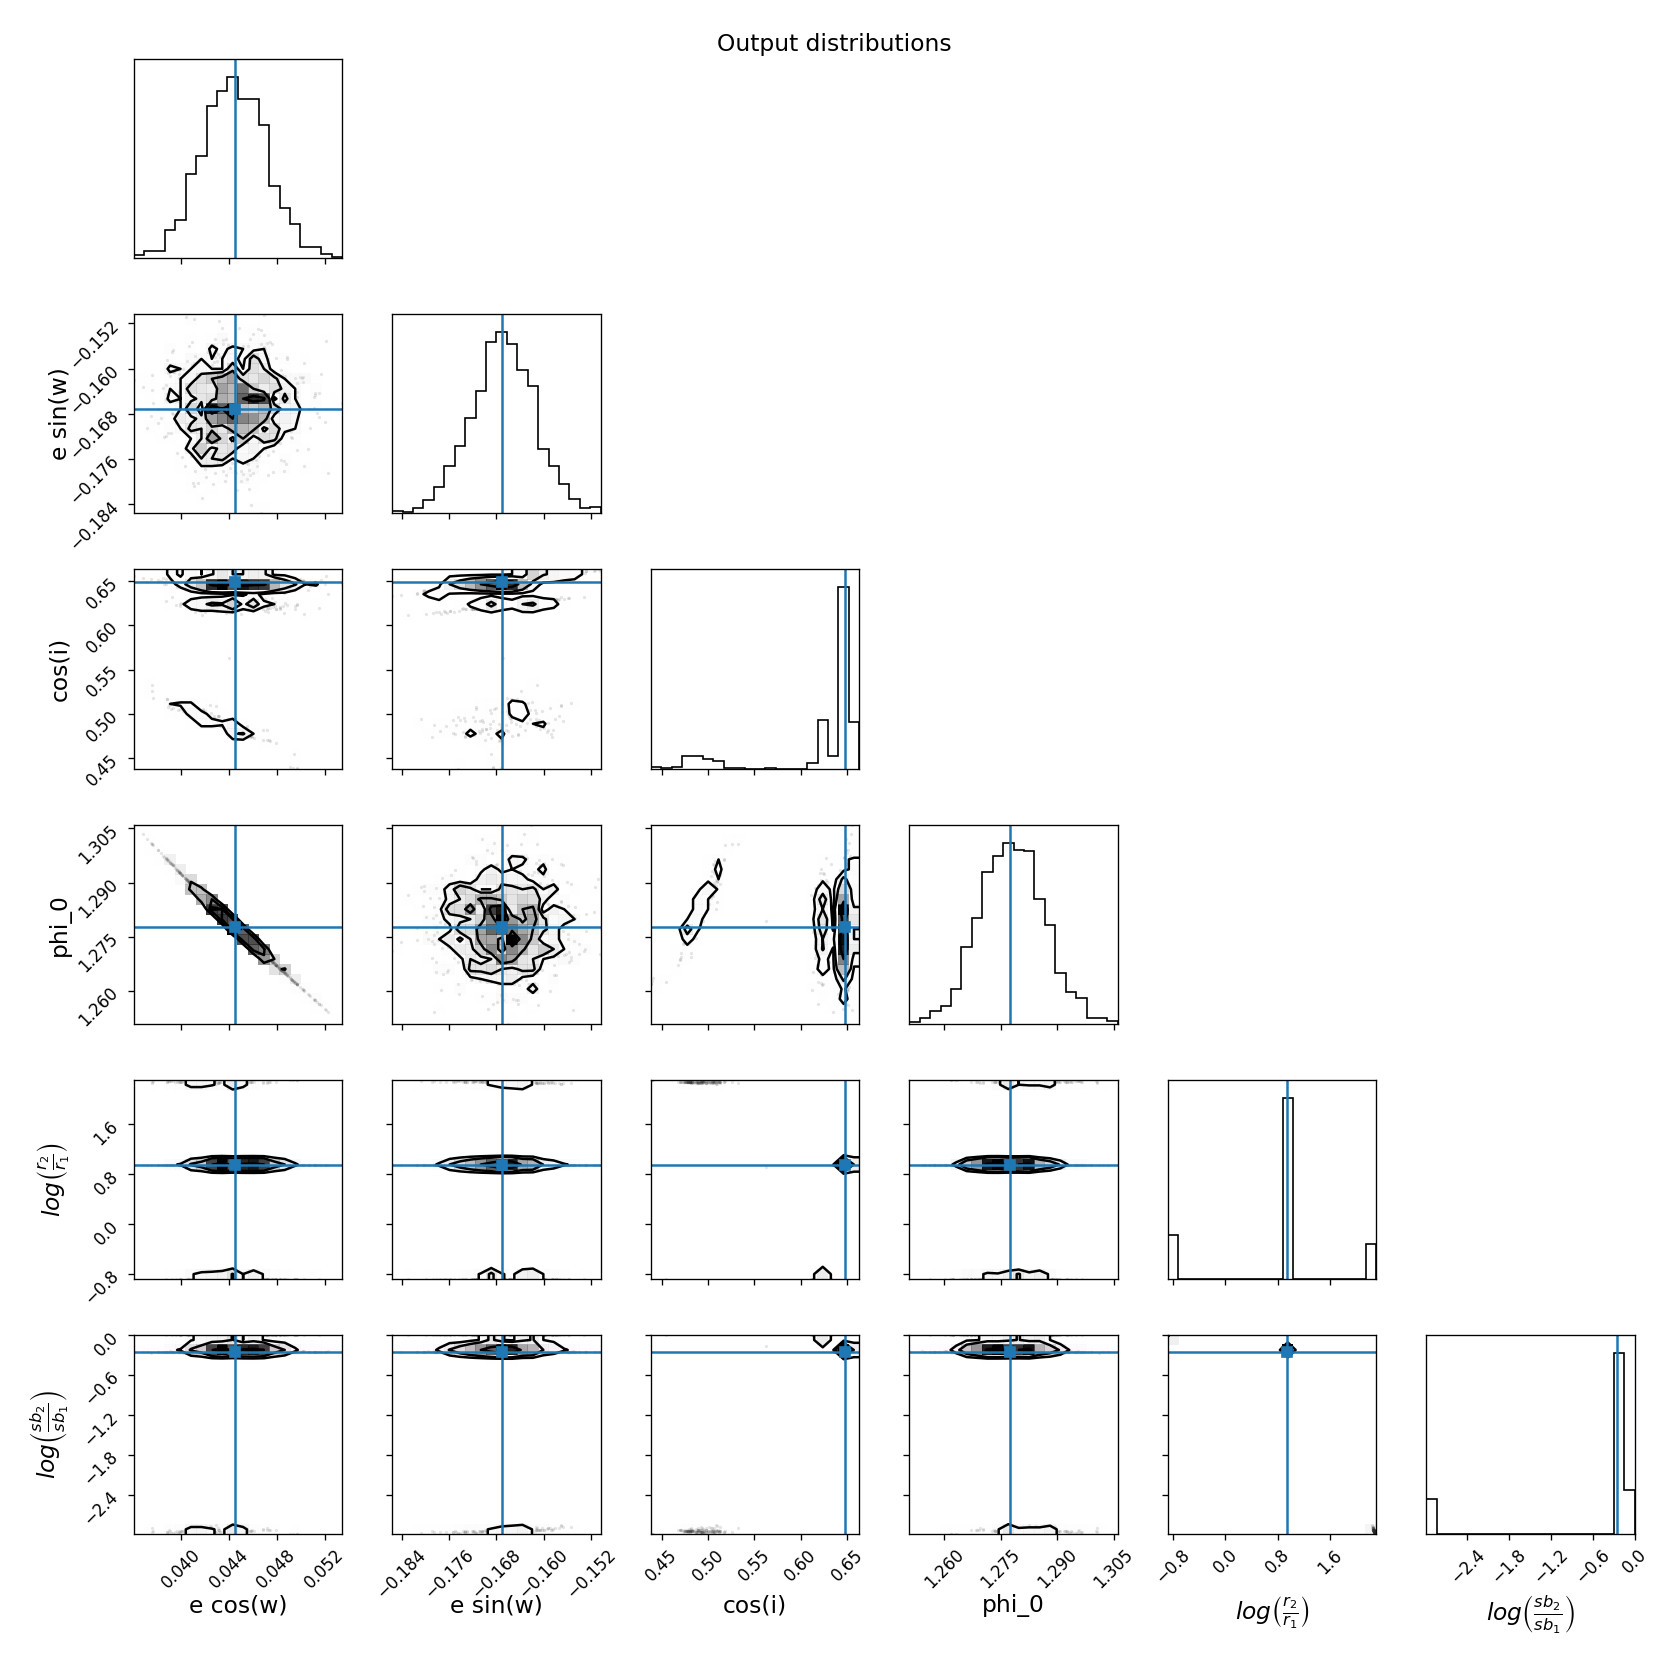 Output distributions
e sin(w)
−0.152
−0.160
−0.168
−0.176
−0.184
cos(i)
0.65
0.60
0.55
0.50
0.45
phi_0
1.305
1.290
1.275
1.260
log(r₂/r₁)
1.6
0.8
0.0
−0.8
log(sb₂/sb₁)
0.0
−0.6
−1.2
−1.8
−2.4
0.040 0.044 0.048 0.052
−0.184 −0.176 −0.168 −0.160 −0.152
0.45 0.50 0.55 0.60 0.65
1.260 1.275 1.290 1.305
−0.8 0.0 0.8 1.6
−2.4 −1.8 −1.2 −0.6 0.0
e cos(w)
e sin(w)
cos(i)
phi_0
log(r₂/r₁)
log(sb₂/sb₁)